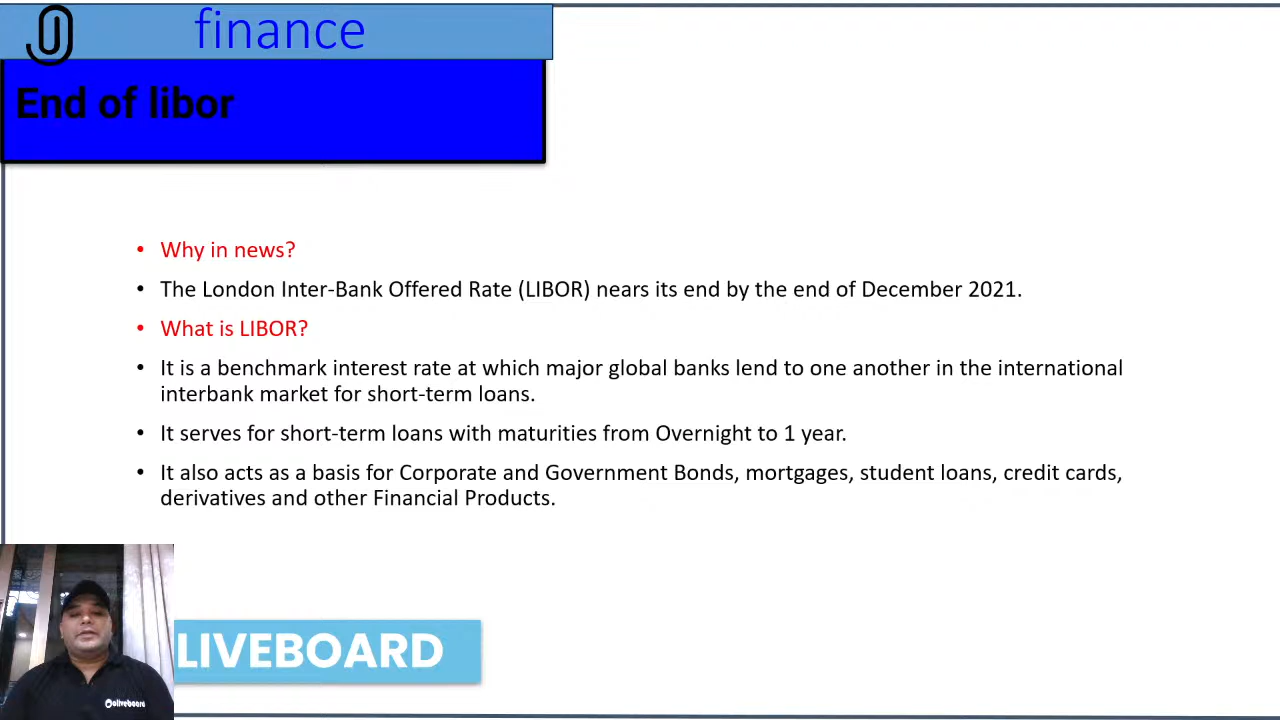 finance
End of libor
• Why in news?
• The London Inter-Bank Offered Rate (LIBOR) nears its end by the end of December 2021.
• What is LIBOR?
• It is a benchmark interest rate at which major global banks lend to one another in the international
interbank market for short-term loans.
• It serves for short-term loans with maturities from Overnight to 1 year.
• It also acts as a basis for Corporate and Government Bonds, mortgages, student loans, credit cards,
derivatives and other Financial Products.
LIVEBOARD
oliveboard